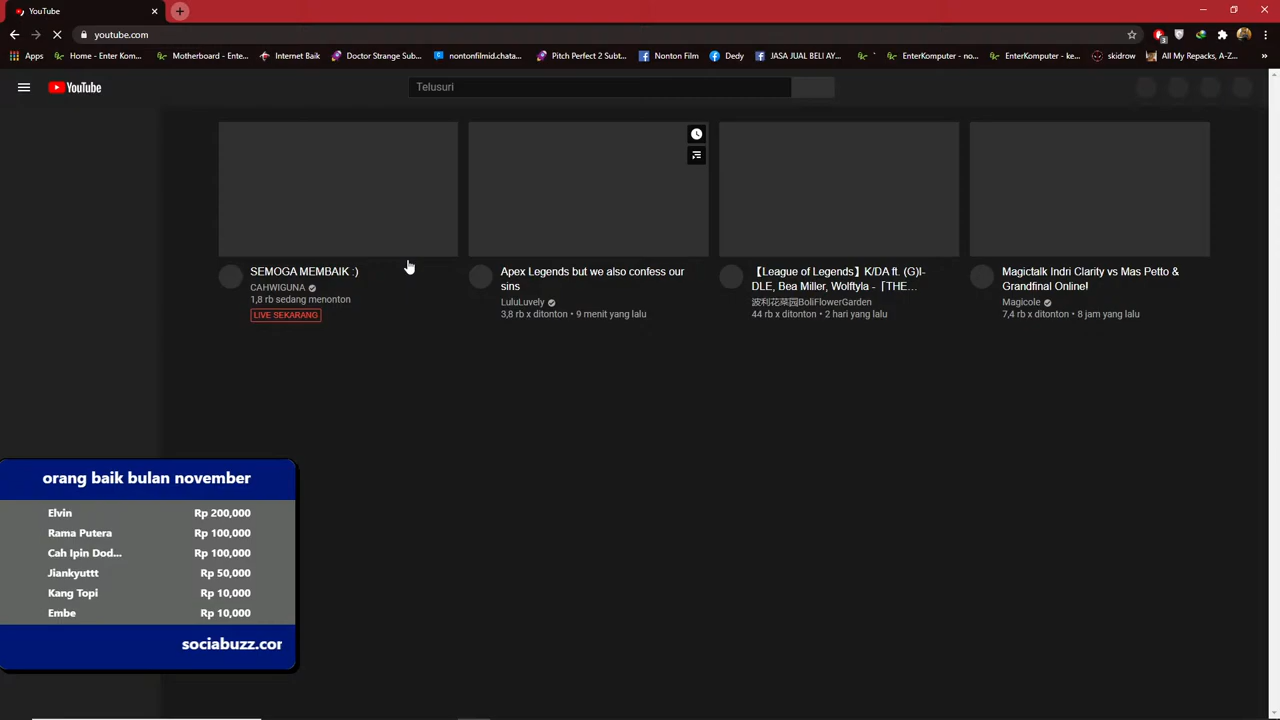 YouTube
youtube.com
3
Apps
Home - Enter Kom...
Motherboard - Ente...
Internet Baik
Doctor Strange Sub...
nontonfilmid.chata...
Pitch Perfect 2 Subt...
Nonton Film
Dedy
JASA JUAL BELI AY...
EnterKomputer - no...
EnterKomputer - ke...
skidrow
All My Repacks, A-Z...
YouTube
Telusuri
SEMOGA MEMBAIK :)
CAHWIGUNA
1,8 rb sedang menonton
LIVE SEKARANG
Apex Legends but we also confess our
sins
LuluLuvely
3,8 rb x ditonton • 9 menit yang lalu
【League of Legends】K/DA ft. (G)I-
DLE, Bea Miller, Wolftyla -「THE...
波利花菜园BoliFlowerGarden
44 rb x ditonton • 2 hari yang lalu
Magictalk Indri Clarity vs Mas Petto &
Grandfinal Online!
Magicole
7,4 rb x ditonton • 8 jam yang lalu
orang baik bulan november
Elvin Rp 200,000
Rama Putera Rp 100,000
Cah Ipin Dod... Rp 100,000
Jiankyuttt Rp 50,000
Kang Topi Rp 10,000
Embe Rp 10,000
sociabuzz.cor